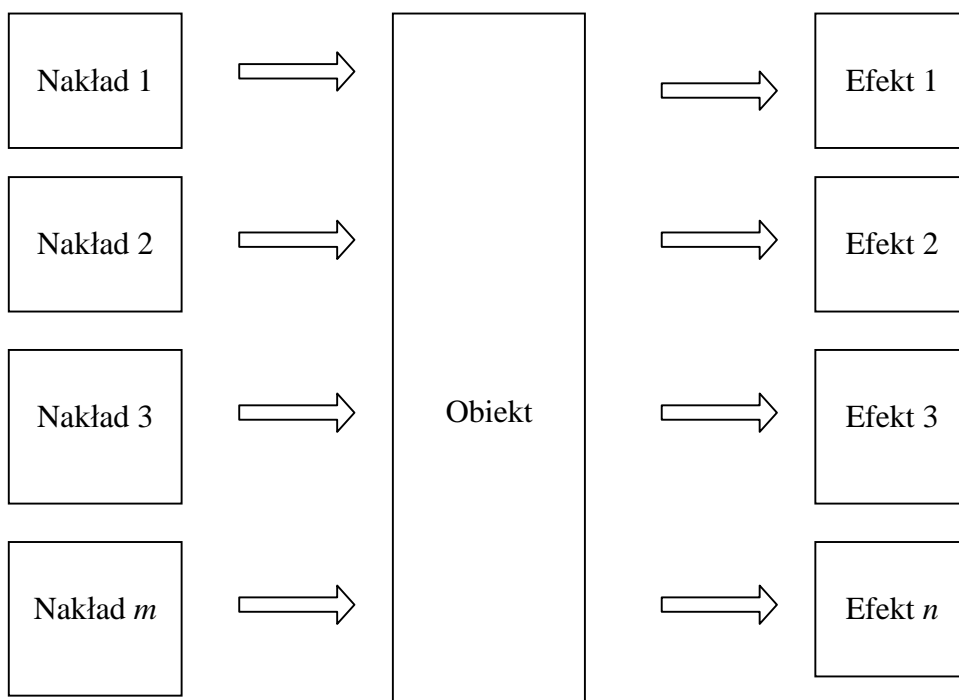 Nakład 1
Efekt 1
Nakład 2
Efekt 2
Nakład 3
Obiekt
Efekt 3
Nakład m
Efekt n